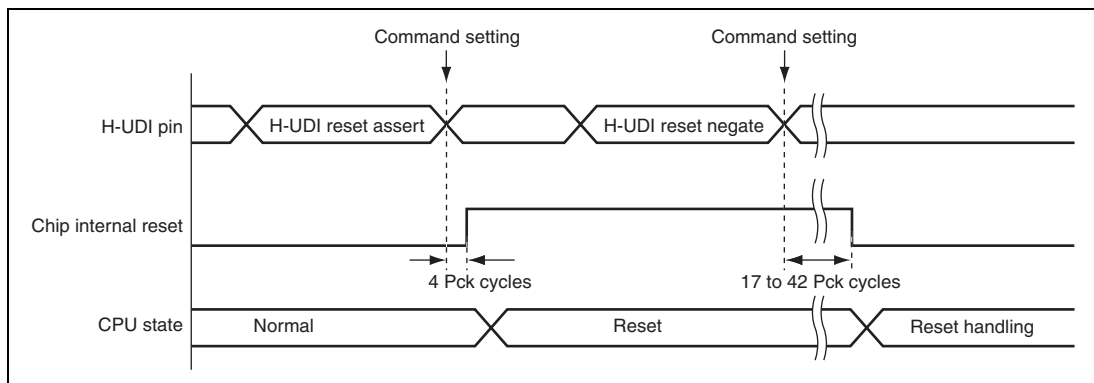 Command setting
Command setting
H-UDI pin
H-UDI reset assert
H-UDI reset negate
Chip internal reset
4 Pck cycles
17 to 42 Pck cycles
CPU state
Normal
Reset
Reset handling